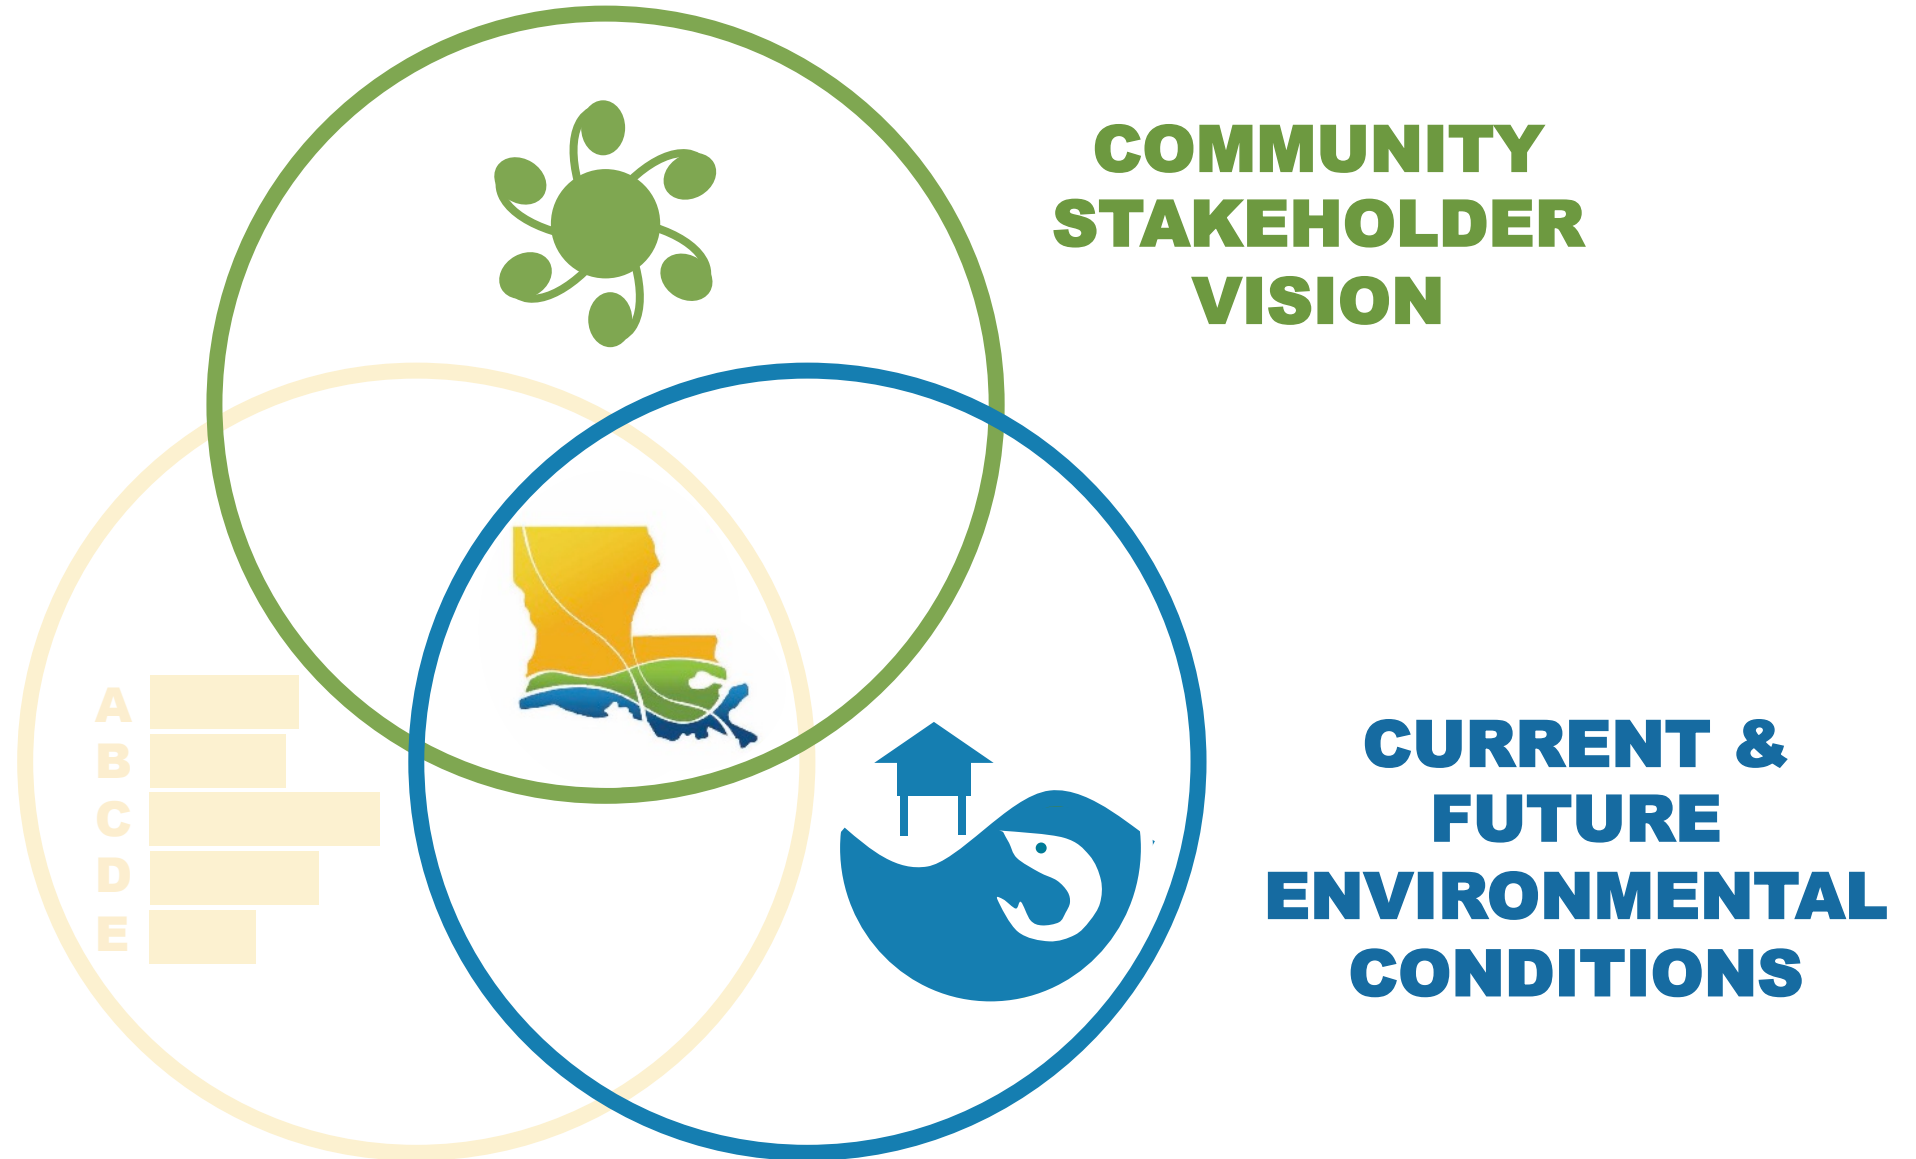 COMMUNITY
STAKEHOLDER
VISION
A
B
C
D
E
CURRENT &
FUTURE
ENVIRONMENTAL
CONDITIONS